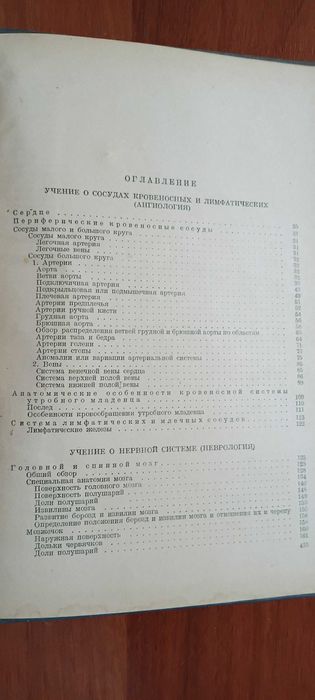 ОГЛАВЛЕНИЕ
УЧЕНИЕ О СОСУДАХ КРОВЕНОСНЫХ И ЛИМФАТИЧЕСКИХ
(АНГИОЛОГИЯ)
Сердце
Периферические кровеносные сосуды
Сосуды малого и большого круга
Сосуды малого круга
Легочная артерия
Легочные вены
Сосуды большого круга
1. Артерии
Аорта
Ветви аорты
Подключичная артерия
Подкрыльцовая или подмышечная артерия
Плечевая артерия
Артерии предплечья
Артерии ручной кисти
Грудная аорта
Брюшная аорта
Обзор распределения ветвей грудной и брюшной аорты по областям
Артерии таза и бедра
Артерии голени
Артерии стопы
Аномалии или вариации артериальной системы
2. Вены
Система венечной вены сердца
Система верхней полой вены
Система нижней полой вены
Анатомические особенности кровеносной системы
утробного младенца
Послед
Особенности кровообращения утробного младенца
Система лимфатических и млечных сосудов
Лимфатические железы
УЧЕНИЕ О НЕРВНОЙ СИСТЕМЕ (НЕВРОЛОГИЯ)
Головной и спинной мозг
Общий обзор
Специальная анатомия мозга
Поверхность головного мозга
Поверхность полушарий
Доли полушарий
Извилины мозга
Развитие борозд и извилин мозга
Определение положения борозд и извилин мозга и отношения их к черепу
Мозжечок
Наружная поверхность
Дольки червячков
Доли полушарий